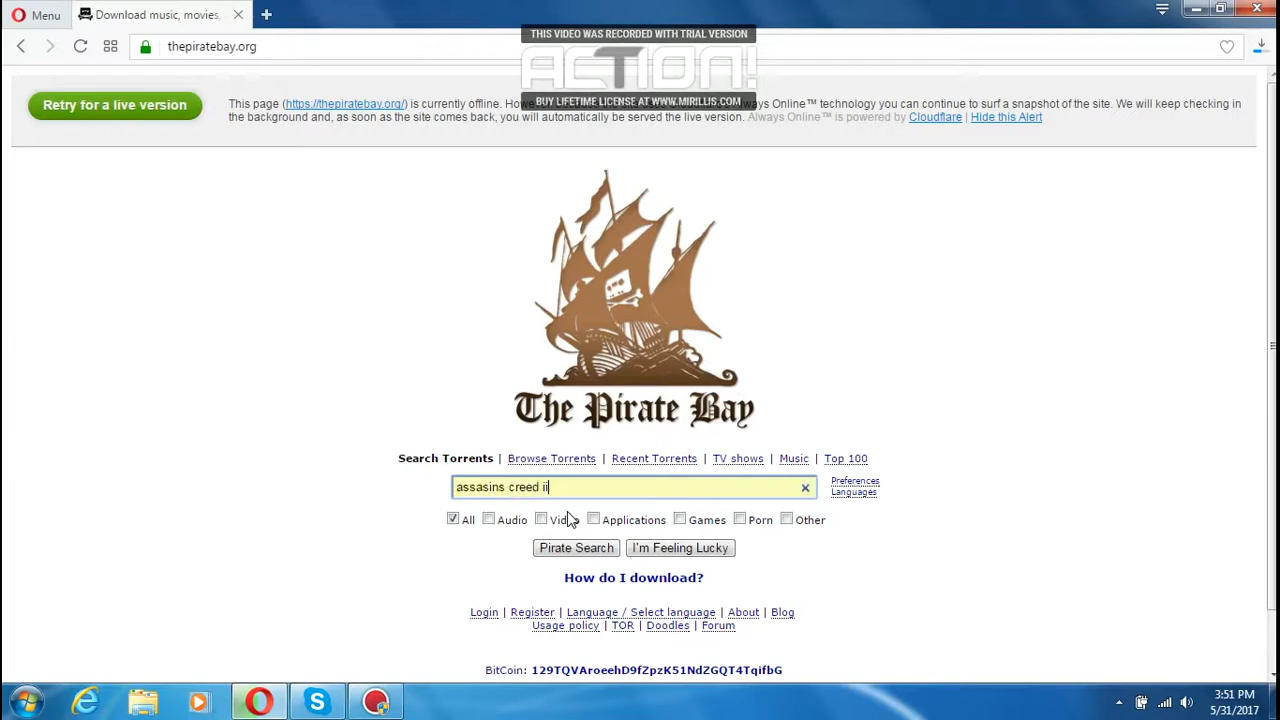 Menu
Download music, movies,
thepiratebay.org
THIS VIDEO WAS RECORDED WITH TRIAL VERSION
ACTION!
BUY LIFETIME LICENSE AT WWW.MIRILLIS.COM
Retry for a live version
This page (https://thepiratebay.org/) is currently offline. However, ways Online™ technology you can continue to surf a snapshot of the site. We will keep checking in
the background and, as soon as the site comes back, you will automatically be served the live version. Always Online™ is powered by Cloudflare | Hide this Alert
The Pirate Bay
Search Torrents | Browse Torrents | Recent Torrents | TV shows | Music | Top 100
assasins creed ii
Preferences
Languages
All Audio Video Applications Games Porn Other
Pirate Search I'm Feeling Lucky
How do I download?
Login | Register | Language / Select language | About | Blog
Usage policy | TOR | Doodles | Forum
BitCoin: 129TQVAroeehD9fZpzK51NdZGQT4TqifbG
3:51 PM
5/31/2017